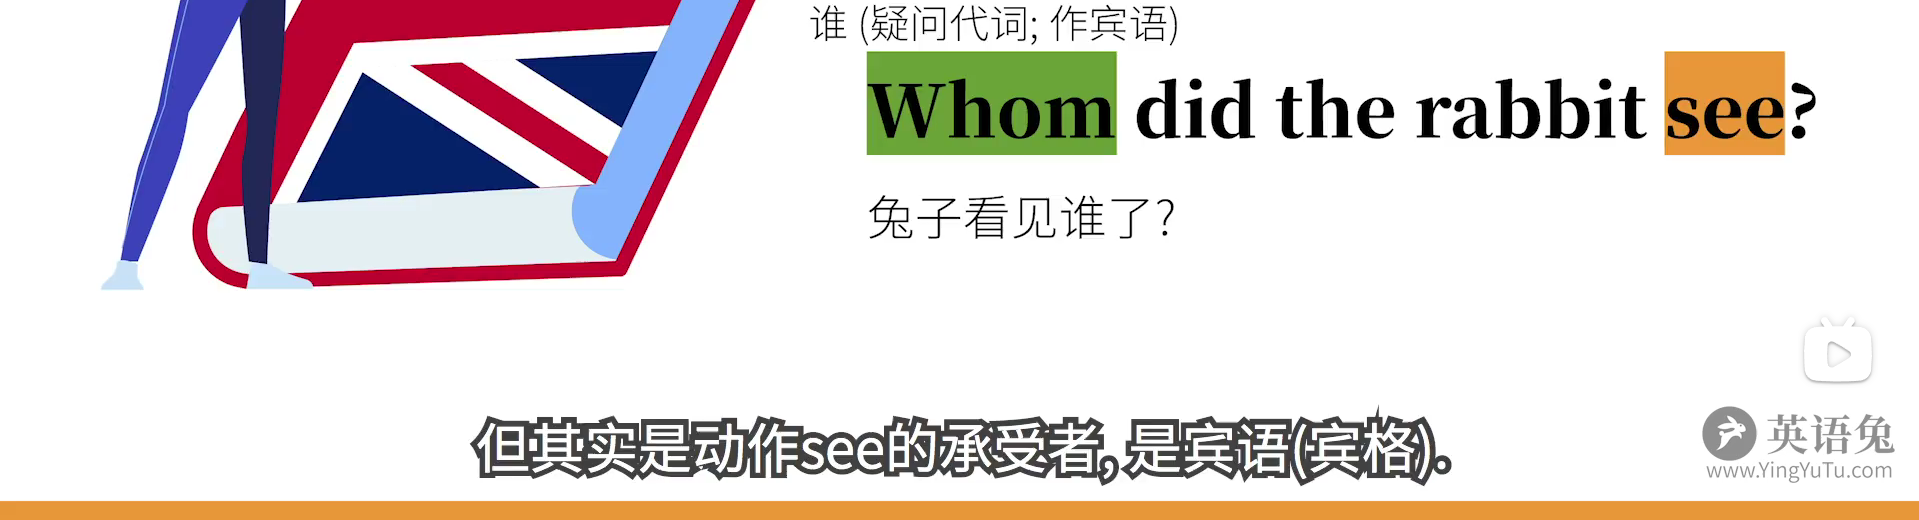 谁 (疑问代词; 作宾语)
Whom did the rabbit see?
兔子看见谁了?
但其实是动作see的承受者, 是宾语(宾格).
英语兔
www.YingYuTu.com